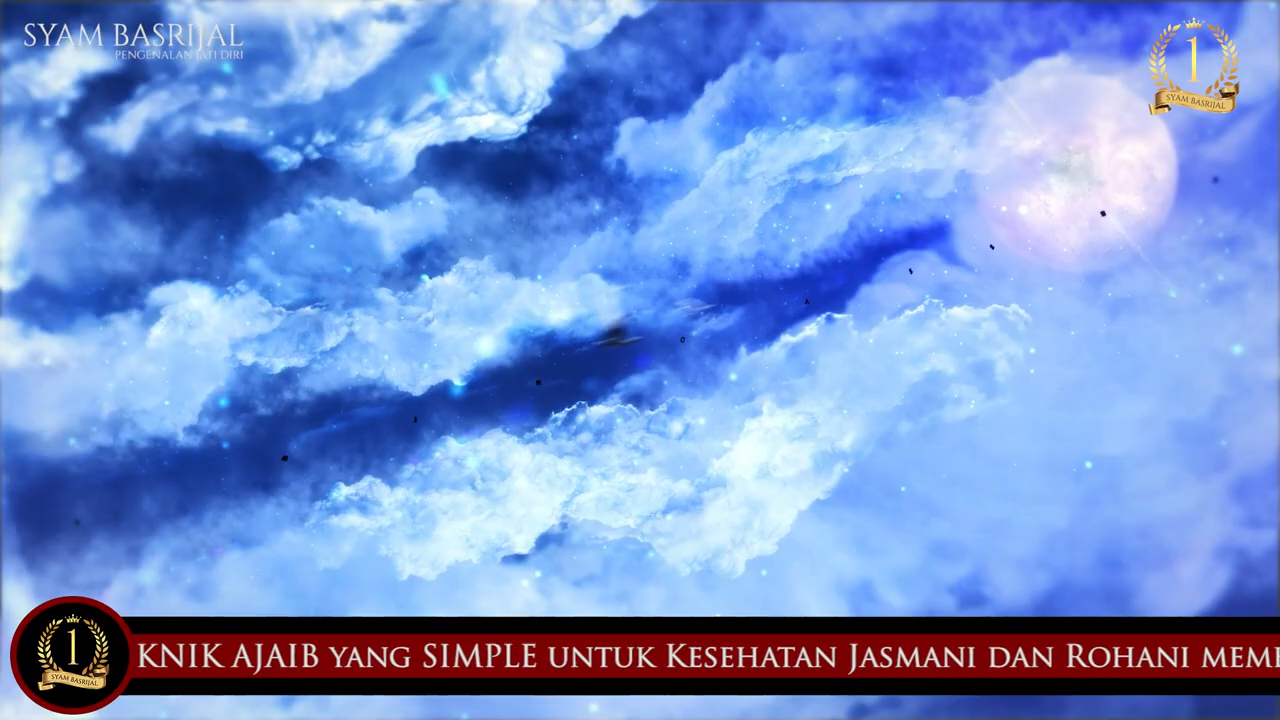 SYAM BASRIJAL
PENGENALAN JATI DIRI
1
SYAM BASRIJAL
1
SYAM BASRIJAL
KNIK AJAIB YANG SIMPLE UNTUK KESEHATAN JASMANI DAN ROHANI